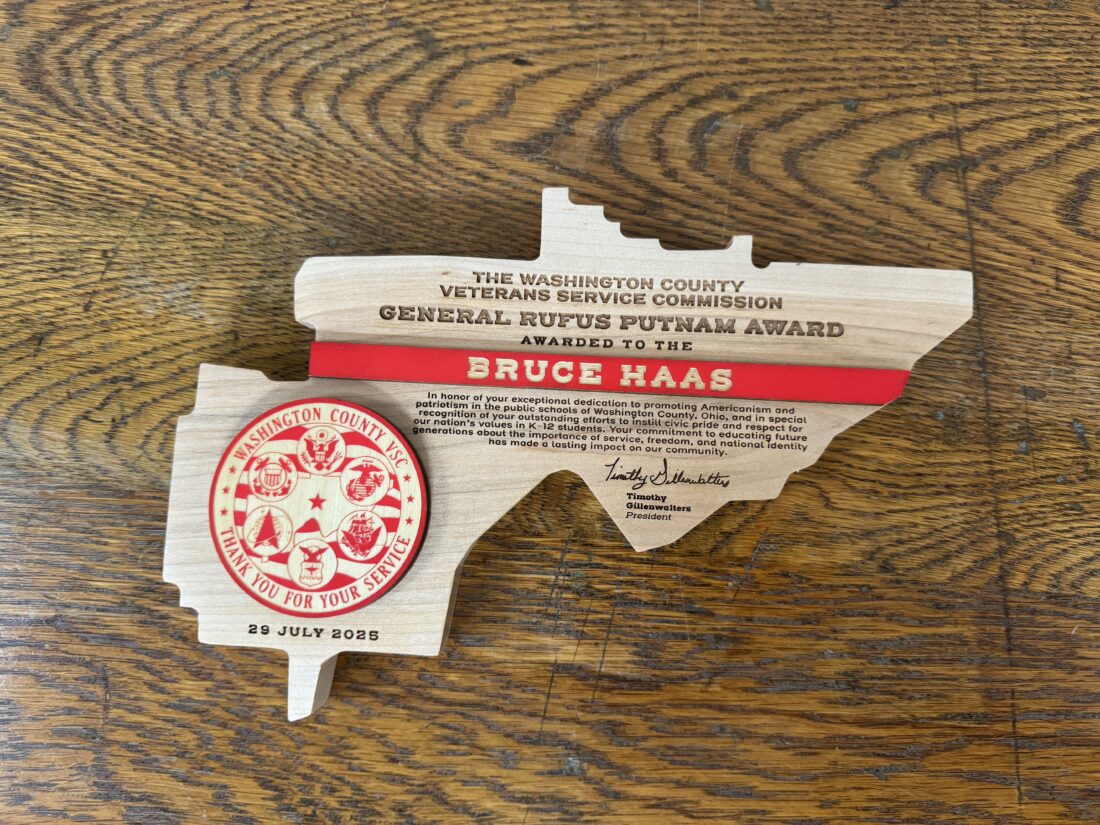 THE WASHINGTON COUNTY
VETERANS SERVICE COMMISSION
GENERAL RUFUS PUTNAM AWARD
AWARDED TO THE
BRUCE HAAS
In honor of your exceptional dedication to promoting Americanism and
patriotism in the public schools of Washington County, Ohio, and in special
recognition of your outstanding efforts to instill civic pride and respect for
our nation's values in K-12 students. Your commitment to educating future
generations about the importance of service, freedom, and national identity
has made a lasting impact on our community.
Timothy Gillenwalters
Timothy
Gillenwalters
President
WASHINGTON COUNTY VSC
THANK YOU FOR YOUR SERVICE
29 JULY 2025